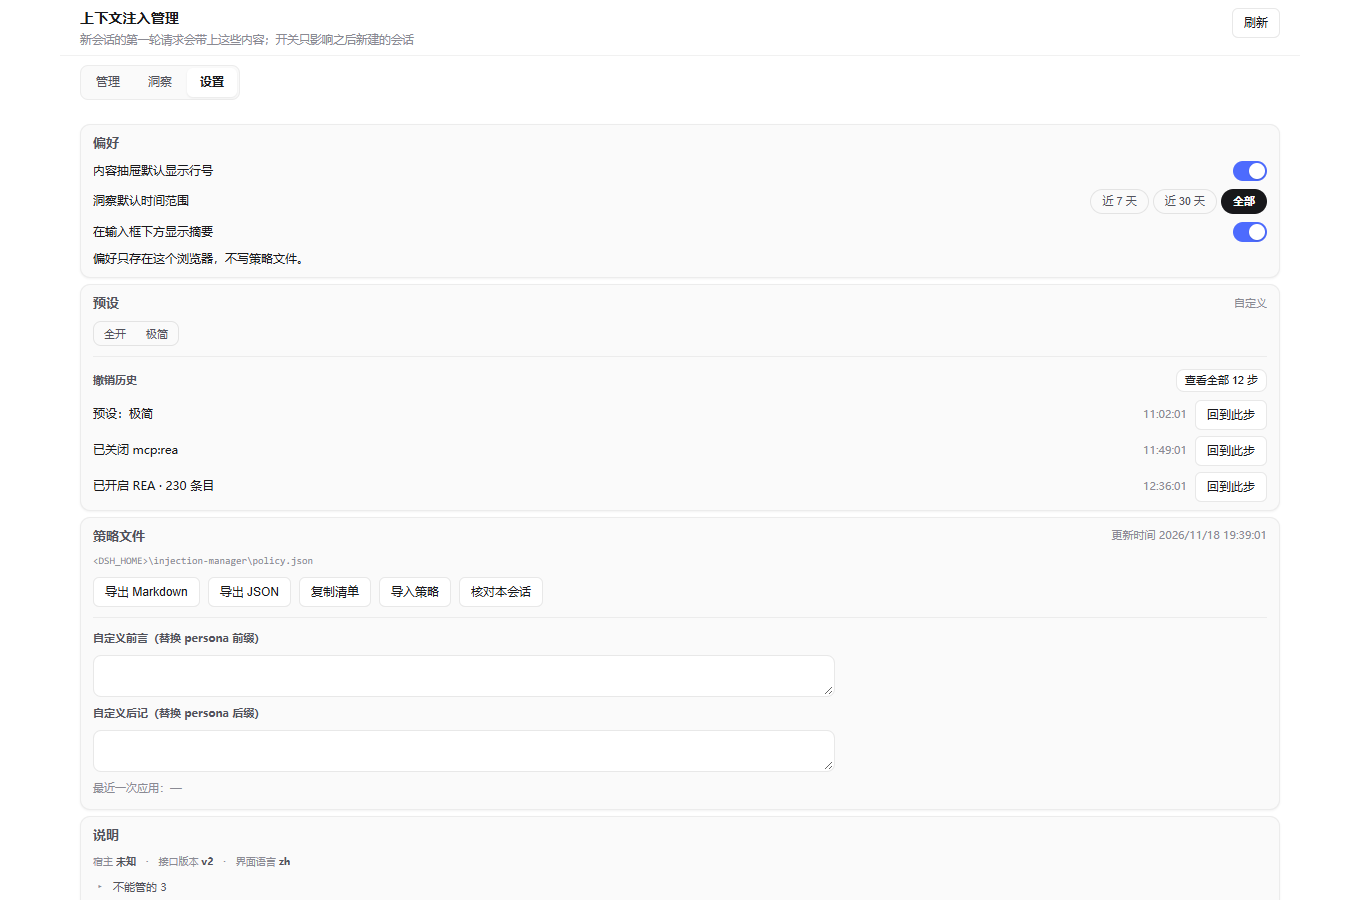 上下文注入管理
新会话的第一轮请求会带上这些内容；开关只影响之后新建的会话
刷新
管理 洞察 设置
偏好
内容抽屉默认显示行号
洞察默认时间范围 近 7 天 近 30 天 全部
在输入框下方显示摘要
偏好只存在这个浏览器，不写策略文件。
预设 自定义
全开 极简
撤销历史 查看全部 12 步
预设：极简 11:02:01 回到此步
已关闭 mcp:rea 11:49:01 回到此步
已开启 REA · 230 条目 12:36:01 回到此步
策略文件 更新时间 2026/11/18 19:39:01
<DSH_HOME>\injection-manager\policy.json
导出 Markdown 导出 JSON 复制清单 导入策略 核对本会话
自定义前言（替换 persona 前缀）
自定义后记（替换 persona 后缀）
最近一次应用：—
说明
宿主 未知 · 接口版本 v2 · 界面语言 zh
• 不能管的 3